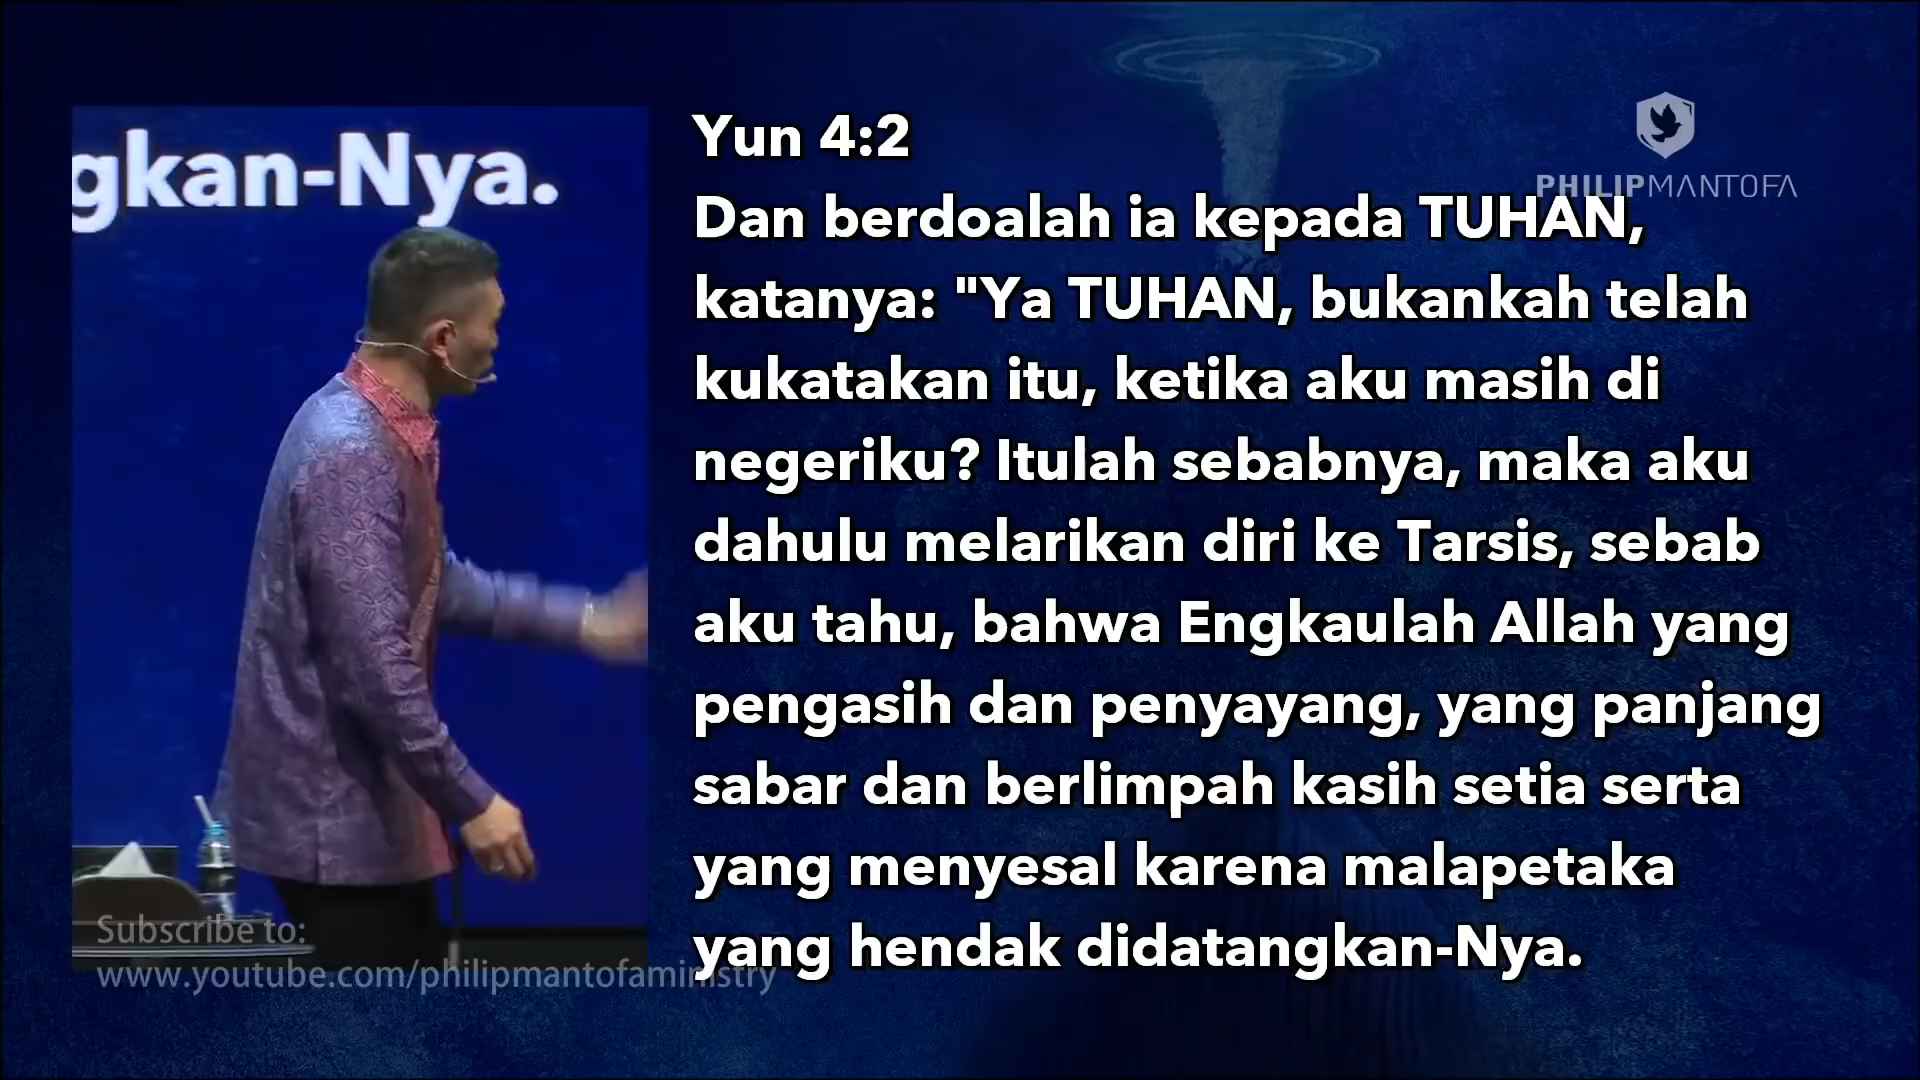 gkan-Nya.
Yun 4:2
Dan berdoalah ia kepada TUHAN,
katanya: "Ya TUHAN, bukankah telah
kukatakan itu, ketika aku masih di
negeriku? Itulah sebabnya, maka aku
dahulu melarikan diri ke Tarsis, sebab
aku tahu, bahwa Engkaulah Allah yang
pengasih dan penyayang, yang panjang
sabar dan berlimpah kasih setia serta
yang menyesal karena malapetaka
yang hendak didatangkan-Nya.
PHILIPMANTOFA
Subscribe to:
www.youtube.com/philipmantofaministry